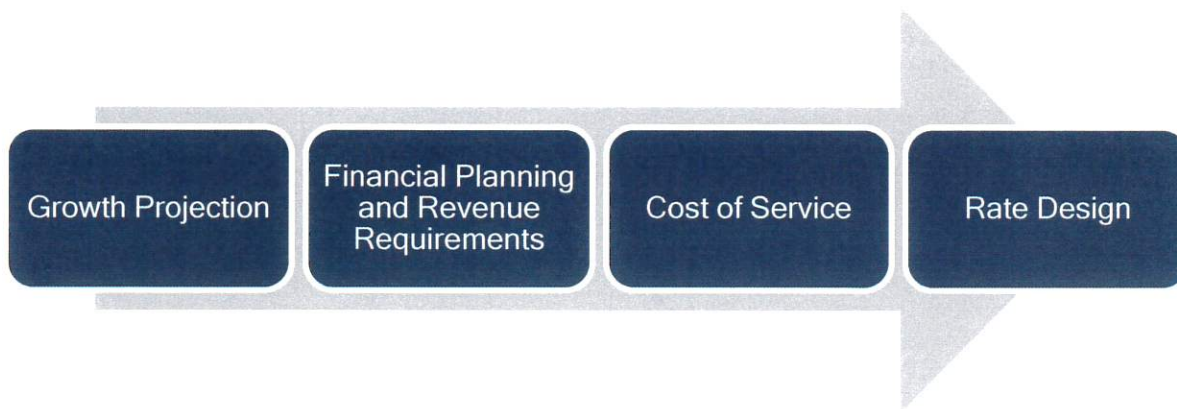 Growth Projection
Financial Planning
and Revenue
Requirements
Cost of Service
Rate Design